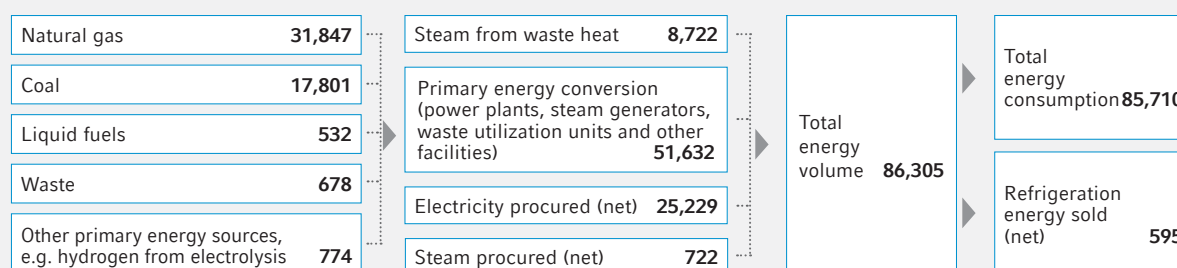 Natural gas 31,847
Coal 17,801
Liquid fuels 532
Waste 678
Other primary energy sources,
e.g. hydrogen from electrolysis 774
Steam from waste heat 8,722
Primary energy conversion
(power plants, steam generators,
waste utilization units and other
facilities) 51,632
Electricity procured (net) 25,229
Steam procured (net) 722
Total
energy
volume 86,305
Total
energy
consumption 85,710
Refrigeration
energy sold
(net) 595